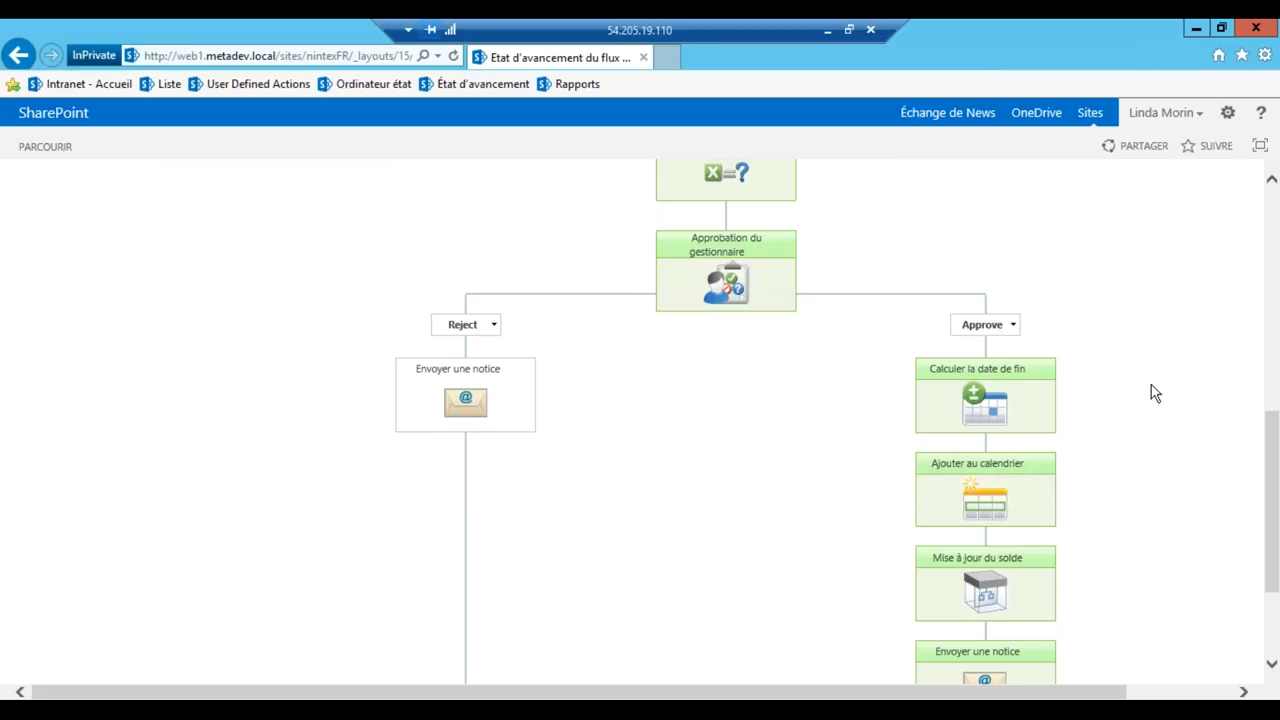 54.205.19.110
InPrivate
http://web1.metadev.local/sites/nintexFR/_layouts/15/
Etat d'avancement du flux ...
Intranet - Accueil
Liste
User Defined Actions
Ordinateur état
État d'avancement
Rapports
SharePoint
Échange de News
OneDrive
Sites
Linda Morin
PARCOURIR
PARTAGER
SUIVRE
Approbation du
gestionnaire
Reject
Approve
Envoyer une notice
Calculer la date de fin
Ajouter au calendrier
Mise à jour du solde
Envoyer une notice